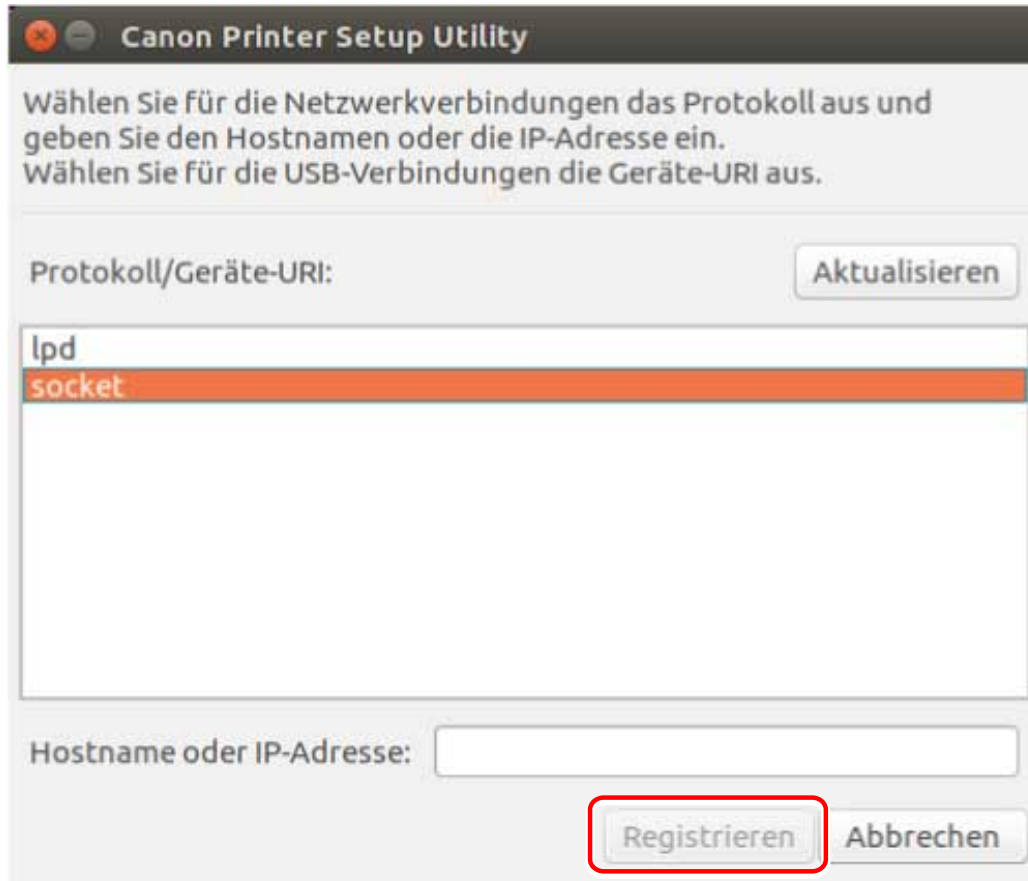 Canon Printer Setup Utility
Wählen Sie für die Netzwerkverbindungen das Protokoll aus und
geben Sie den Hostnamen oder die IP-Adresse ein.
Wählen Sie für die USB-Verbindungen die Geräte-URI aus.
Protokoll/Geräte-URI:
Aktualisieren
lpd
socket
Hostname oder IP-Adresse:
Registrieren
Abbrechen